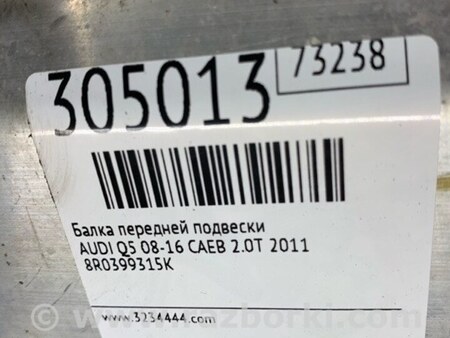 305013
73238
Балка передней подвески
AUDI Q5 08-16 CAEB 2.0T 2011
8R0399315K
www.3234444.com